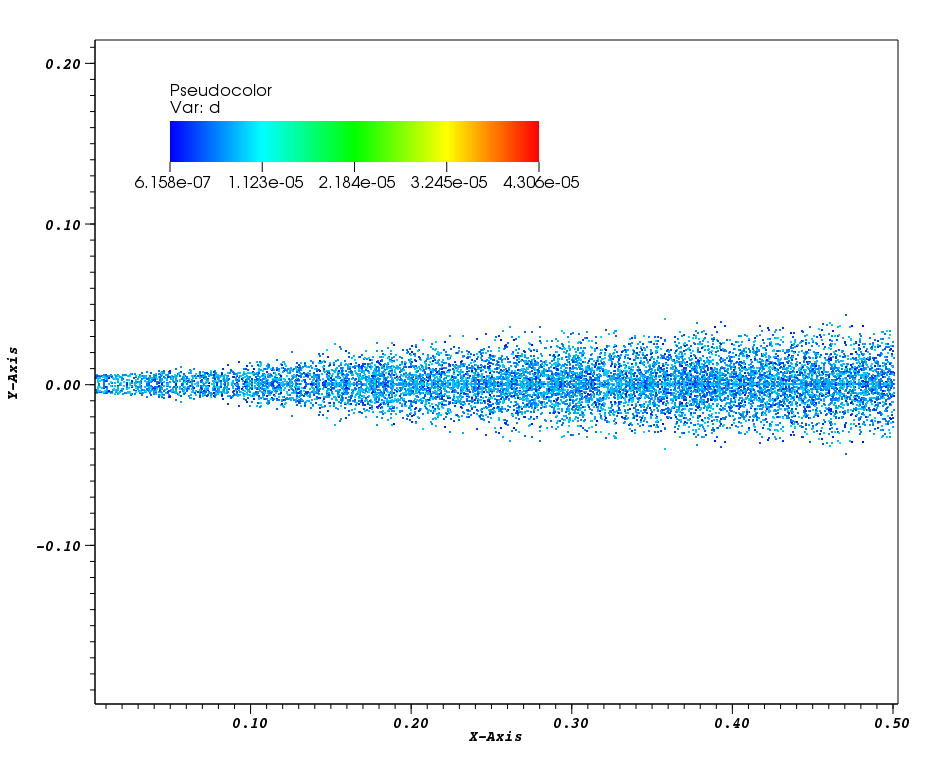 0.20
Pseudocolor
Var: d
6.158e-07 1.123e-05 2.184e-05 3.245e-05 4.306e-05
0.10
Y-Axis
0.00
-0.10
0.10 0.20 0.30 0.40 0.50
X-Axis